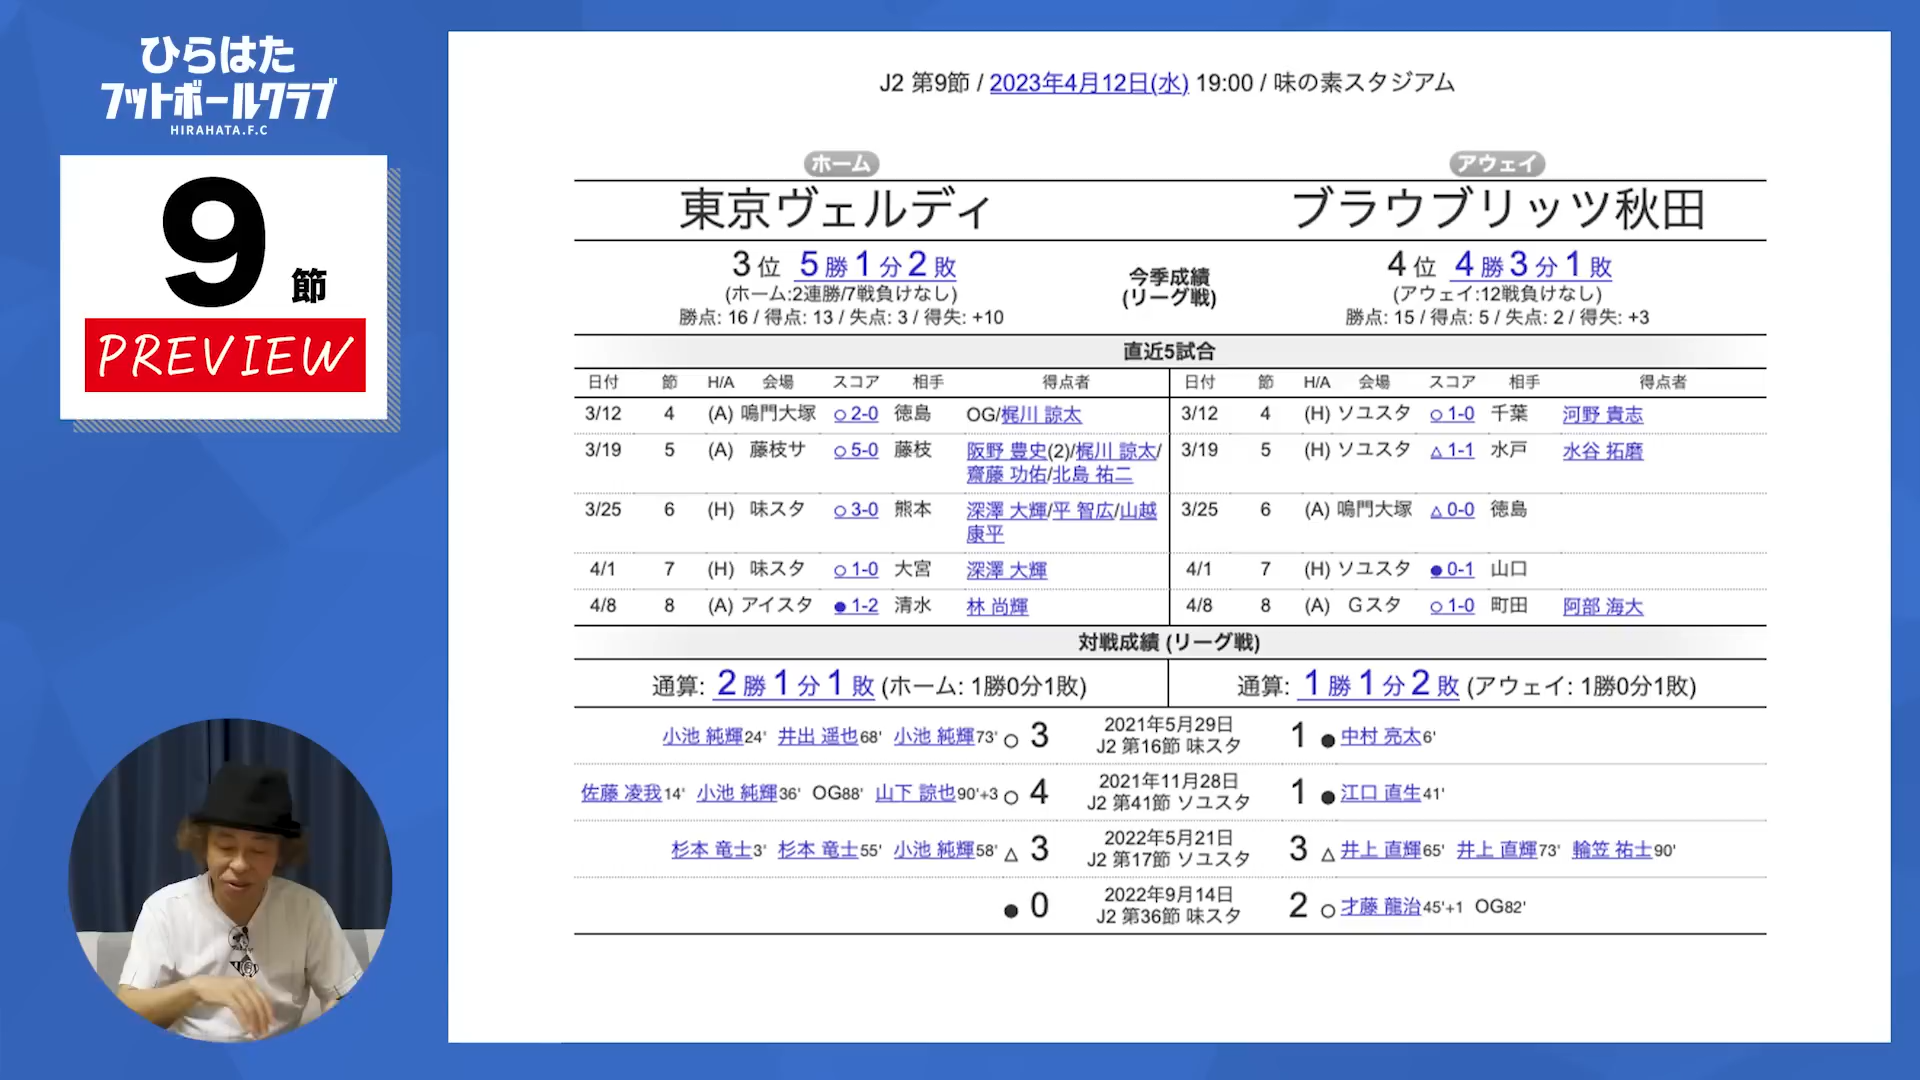 ひらはた
フットボールクラブ
HIRAHATA.F.C
9節
PREVIEW
J2 第9節 / 2023年4月12日(水) 19:00 / 味の素スタジアム
ホーム アウェイ
東京ヴェルディ ブラウブリッツ秋田
3位 5勝1分2敗 今季成績 4位 4勝3分1敗
(ホーム:2連勝/7戦負けなし) (リーグ戦) (アウェイ:12戦負けなし)
勝点: 16 / 得点: 13 / 失点: 3 / 得失: +10 勝点: 15 / 得点: 5 / 失点: 2 / 得失: +3
直近5試合
日付 節 H/A 会場 スコア 相手 得点者 日付 節 H/A 会場 スコア 相手 得点者
3/12 4 (A) 鳴門大塚 ○2-0 徳島 OG/梶川 諒太 3/12 4 (H) ソユスタ ○1-0 千葉 河野 貴志
3/19 5 (A) 藤枝サ ○5-0 藤枝 阪野 豊史(2)/梶川 諒太/ 3/19 5 (H) ソユスタ △1-1 水戸 水谷 拓磨
齋藤 功佑/北島 祐二
3/25 6 (H) 味スタ ○3-0 熊本 深澤 大輝/平 智広/山越 3/25 6 (A) 鳴門大塚 △0-0 徳島
康平
4/1 7 (H) 味スタ ○1-0 大宮 深澤 大輝 4/1 7 (H) ソユスタ ●0-1 山口
4/8 8 (A) アイスタ ●1-2 清水 林 尚輝 4/8 8 (A) Gスタ ○1-0 町田 阿部 海大
対戦成績 (リーグ戦)
通算: 2勝1分1敗 (ホーム: 1勝0分1敗) 通算: 1勝1分2敗 (アウェイ: 1勝0分1敗)
小池 純輝24' 井出 遥也68' 小池 純輝73' ○ 3 2021年5月29日 1 ● 中村 亮太6'
J2 第16節 味スタ
佐藤 凌我14' 小池 純輝36' OG88' 山下 諒也90'+3 ○ 4 2021年11月28日 1 ● 江口 直生41'
J2 第41節 ソユスタ
杉本 竜士3' 杉本 竜士55' 小池 純輝58' △ 3 2022年5月21日 3 △ 井上 直輝65' 井上 直輝73' 輪笠 祐士90'
J2 第17節 ソユスタ
● 0 2022年9月14日 2 ○ 才藤 龍治45'+1 OG82'
J2 第36節 味スタ